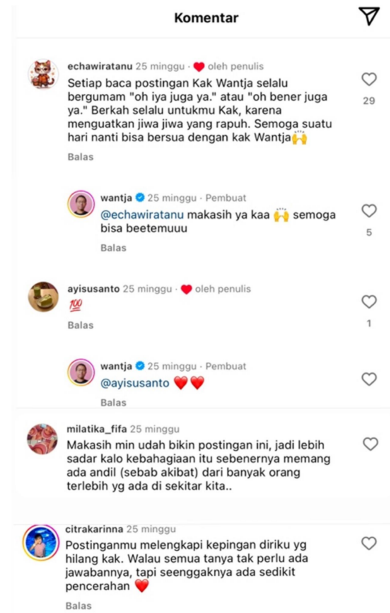 Komentar
echawiratanu 25 minggu · ❤️ oleh penulis
Setiap baca postingan Kak Wantja selalu
bergumam "oh iya juga ya." atau "oh bener juga
ya." Berkah selalu untukmu Kak, karena
menguatkan jiwa jiwa yang rapuh. Semoga suatu
hari nanti bisa bersua dengan kak Wantja🙌
29
Balas
wantja 25 minggu · Pembuat
@echawiratanu makasih ya kaa 🙌 semoga
bisa beetemuuu
5
Balas
ayisusanto 25 minggu · ❤️ oleh penulis
💯
1
Balas
wantja 25 minggu · Pembuat
@ayisusanto ❤️❤️
Balas
milatika_fifa 25 minggu
Makasih min udah bikin postingan ini, jadi lebih
sadar kalo kebahagiaan itu sebenernya memang
ada andil (sebab akibat) dari banyak orang
terlebih yg ada di sekitar kita..
citrakarinna 25 minggu
Postinganmu melengkapi kepingan diriku yg
hilang kak. Walau semua tanya tak perlu ada
jawabannya, tapi seenggaknya ada sedikit
pencerahan ❤️
Balas